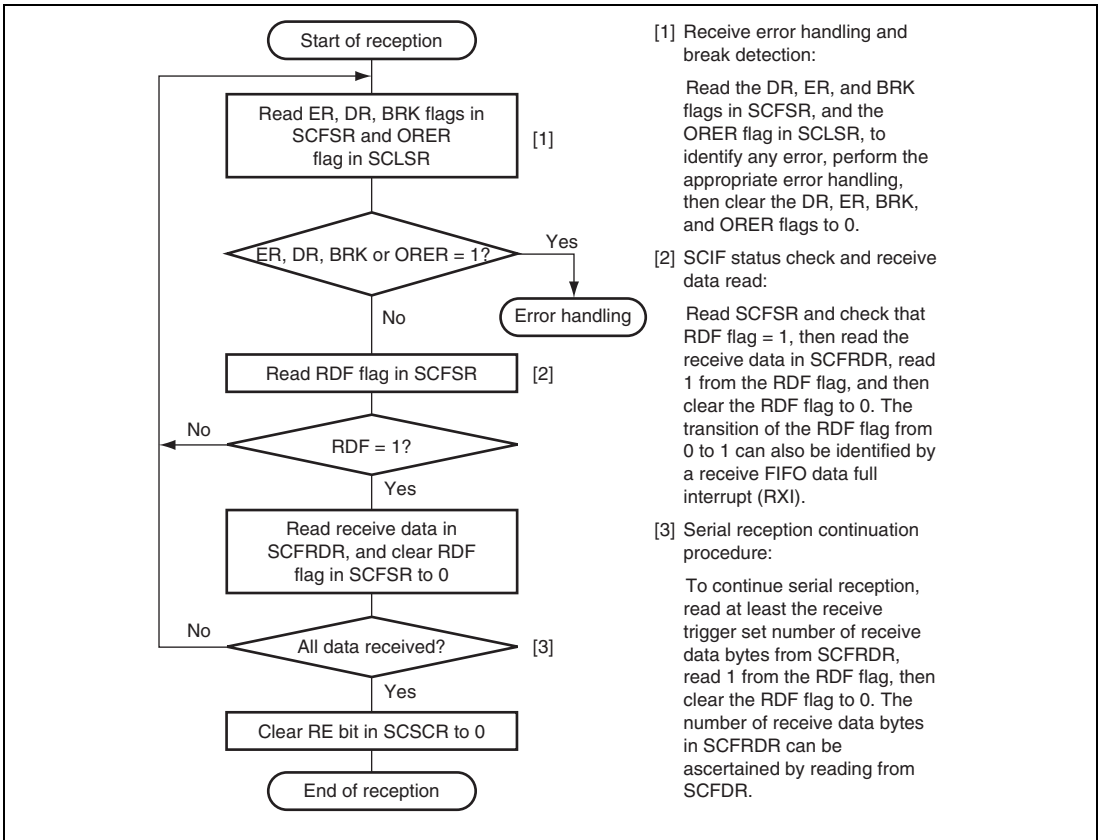 Start of reception
Read ER, DR, BRK flags in
SCFSR and ORER
flag in SCLSR
[1]
ER, DR, BRK or ORER = 1?
Yes
Error handling
No
Read RDF flag in SCFSR
[2]
No
RDF = 1?
Yes
Read receive data in
SCFRDR, and clear RDF
flag in SCFSR to 0
No
All data received?
[3]
Yes
Clear RE bit in SCSCR to 0
End of reception
[1] Receive error handling and
break detection:
Read the DR, ER, and BRK
flags in SCFSR, and the
ORER flag in SCLSR, to
identify any error, perform the
appropriate error handling,
then clear the DR, ER, BRK,
and ORER flags to 0.
[2] SCIF status check and receive
data read:
Read SCFSR and check that
RDF flag = 1, then read the
receive data in SCFRDR, read
1 from the RDF flag, and then
clear the RDF flag to 0. The
transition of the RDF flag from
0 to 1 can also be identified by
a receive FIFO data full
interrupt (RXI).
[3] Serial reception continuation
procedure:
To continue serial reception,
read at least the receive
trigger set number of receive
data bytes from SCFRDR,
read 1 from the RDF flag, then
clear the RDF flag to 0. The
number of receive data bytes
in SCFRDR can be
ascertained by reading from
SCFDR.